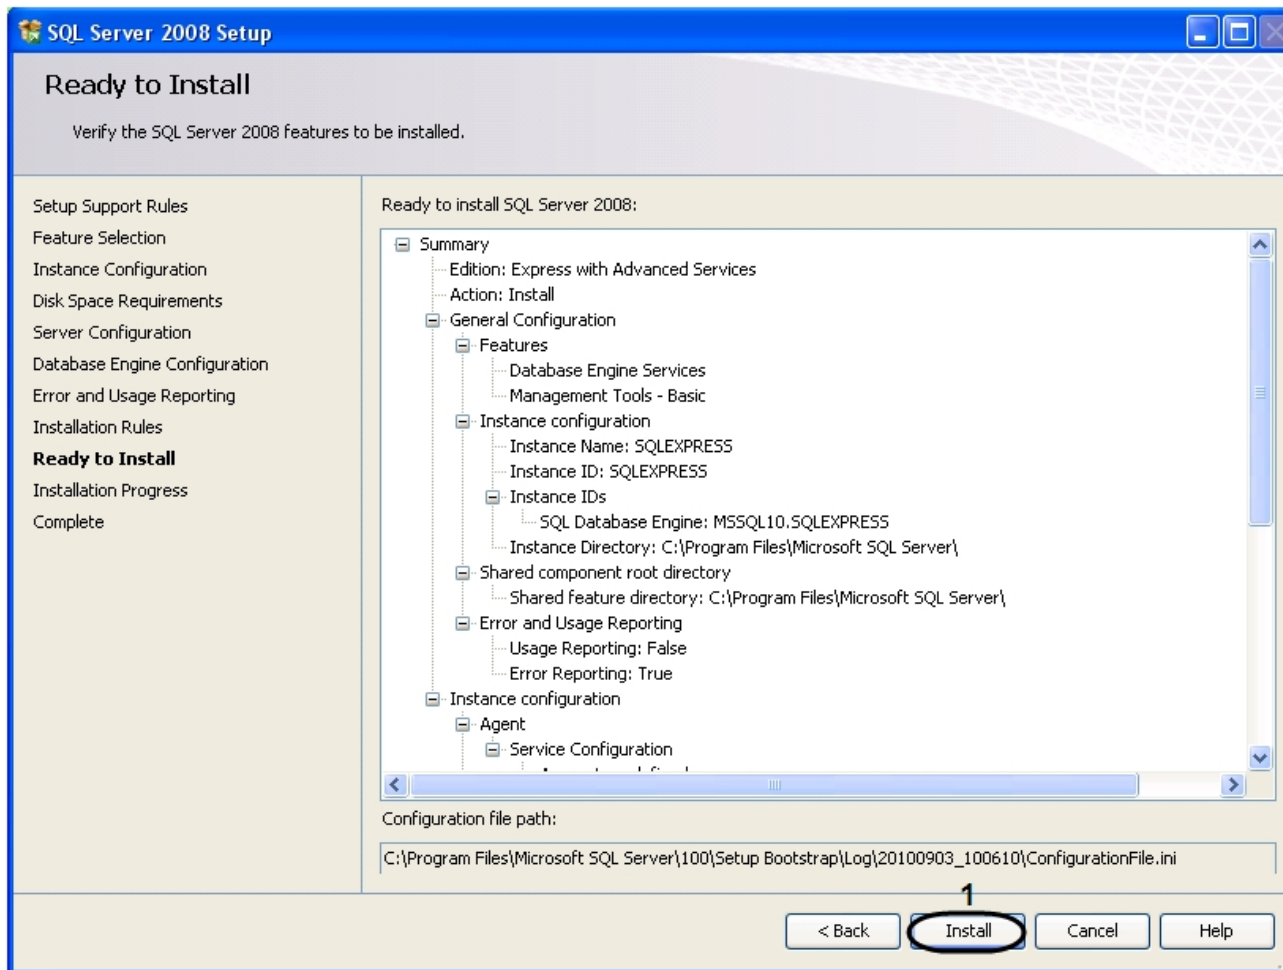 SQL Server 2008 Setup
Ready to Install
Verify the SQL Server 2008 features to be installed.
Setup Support Rules
Feature Selection
Instance Configuration
Disk Space Requirements
Server Configuration
Database Engine Configuration
Error and Usage Reporting
Installation Rules
Ready to Install
Installation Progress
Complete
Ready to install SQL Server 2008:
Summary
Edition: Express with Advanced Services
Action: Install
General Configuration
Features
Database Engine Services
Management Tools - Basic
Instance configuration
Instance Name: SQLEXPRESS
Instance ID: SQLEXPRESS
Instance IDs
SQL Database Engine: MSSQL10.SQLEXPRESS
Instance Directory: C:\Program Files\Microsoft SQL Server\
Shared component root directory
Shared feature directory: C:\Program Files\Microsoft SQL Server\
Error and Usage Reporting
Usage Reporting: False
Error Reporting: True
Instance configuration
Agent
Service Configuration
Configuration file path:
C:\Program Files\Microsoft SQL Server\100\Setup Bootstrap\Log\20100903_100610\ConfigurationFile.ini
1
< Back
Install
Cancel
Help